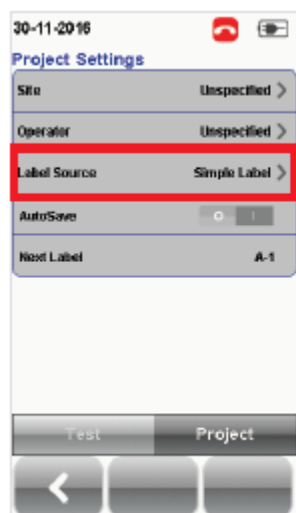 30-11-2016
Project Settings
Site Unspecified >
Operator Unspecified >
Label Source Simple Label >
AutoSave O I
Next Label A-1
Test Project